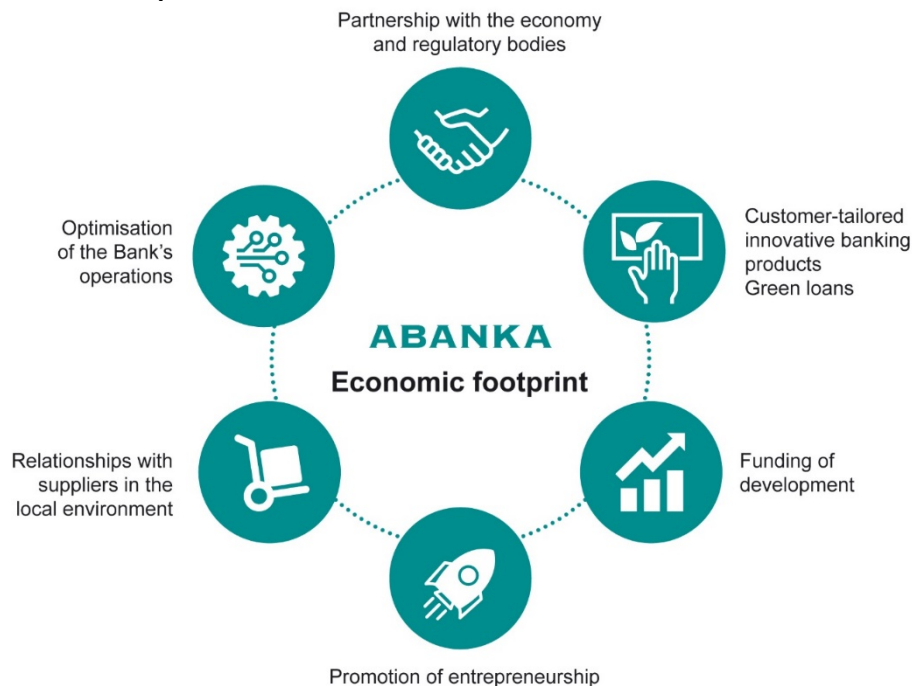 Partnership with the economy
and regulatory bodies
Optimisation
of the Bank's
operations
Customer-tailored
innovative banking
products
Green loans
ABANKA
Economic footprint
Relationships with
suppliers in the
local environment
Funding of
development
Promotion of entrepreneurship